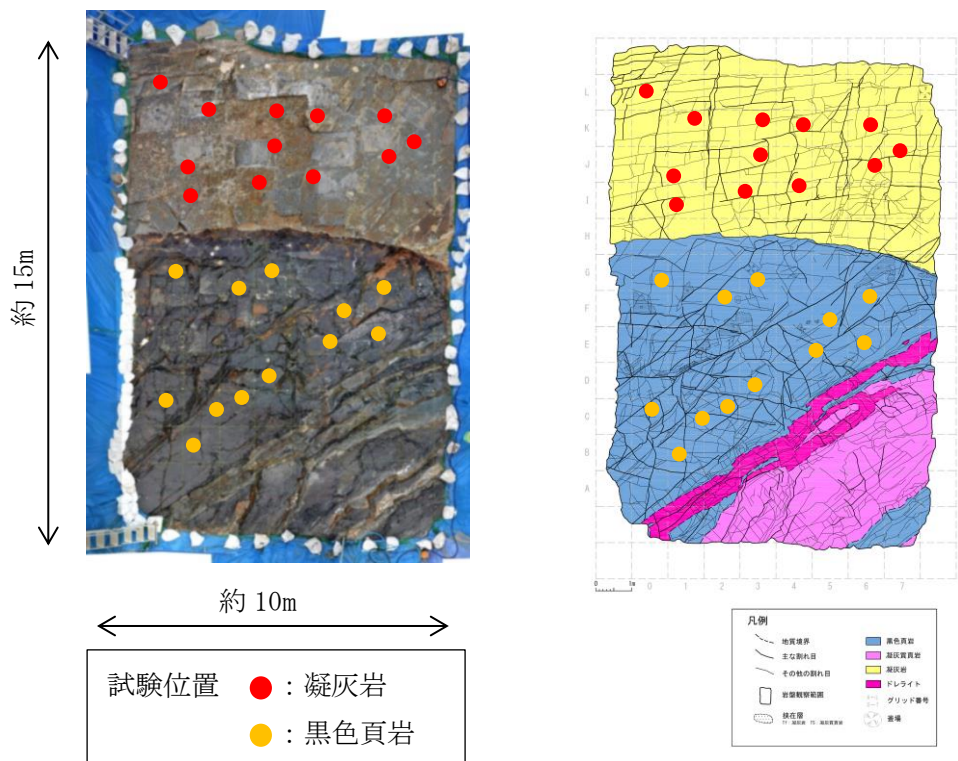 約 15m
約 10m
試験位置
：凝灰岩
：黒色頁岩
L
K
J
I
H
G
F
E
D
C
B
A
0 1m
0 1 2 3 4 5 6 7
凡例
地質境界
主な割れ目
その他の割れ目
岩盤観察範囲
挟在層
黒色頁岩
凝灰質頁岩
凝灰岩
ドレライト
グリッド番号
釜場